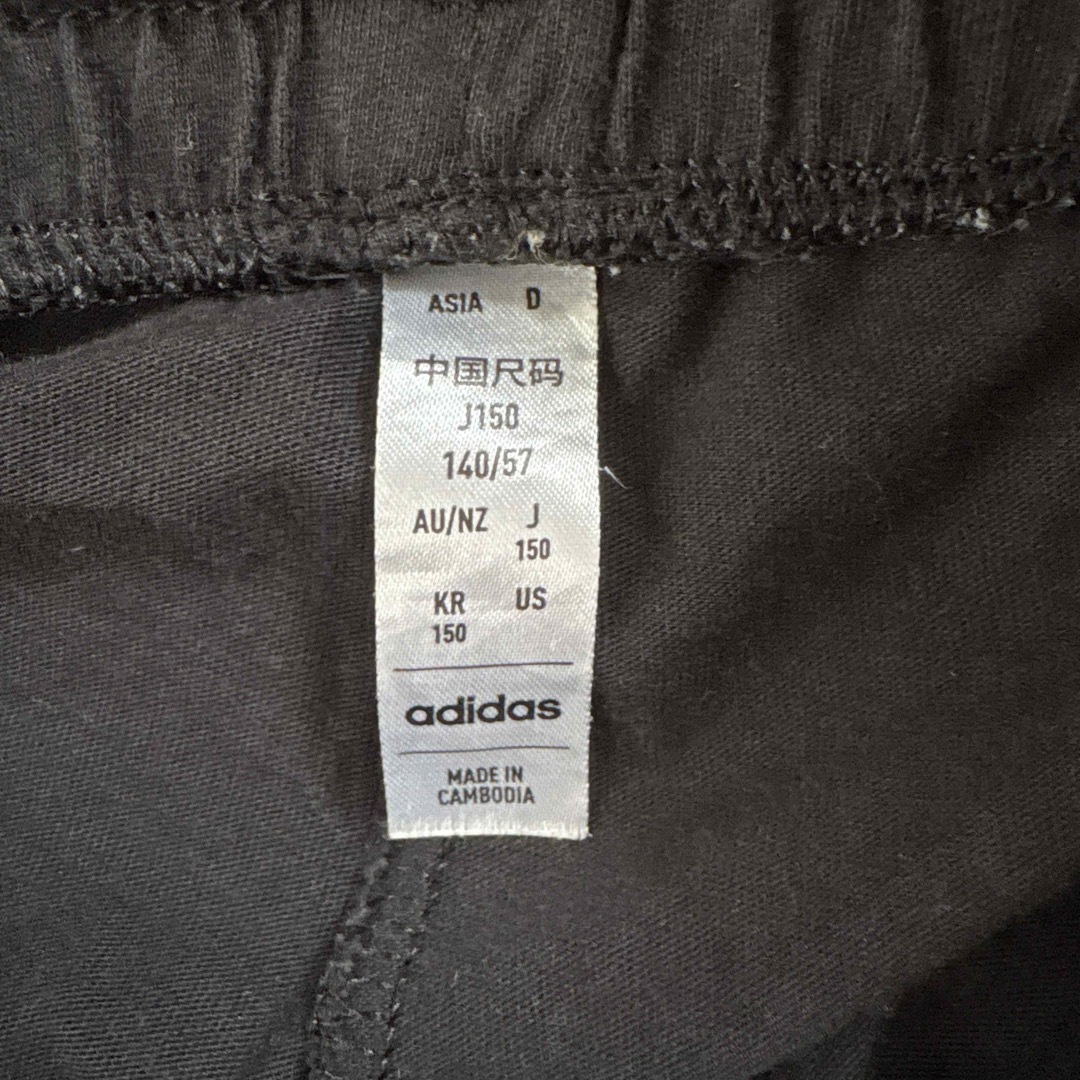 ASIA D
中国尺码
J150
140/57
AU/NZ J
150
KR US
150
adidas
MADE IN
CAMBODIA